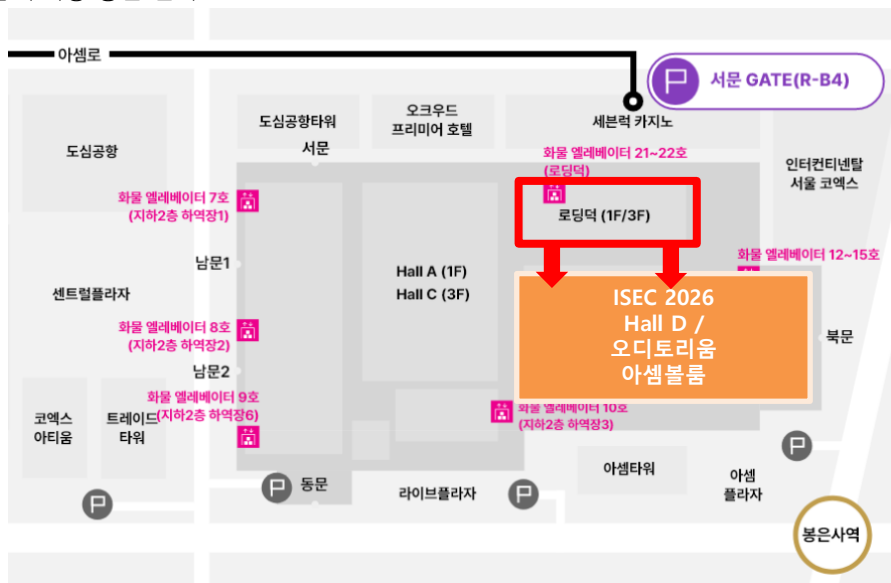 아셈로
P 서문 GATE(R-B4)
도심공항
도심공항타워
서문
오크우드
프리미어 호텔
세븐럭 카지노
화물 엘레베이터 21~22호
(로딩덕)
인터컨티넨탈
서울 코엑스
화물 엘레베이터 7호
(지하2층 하역장1)
로딩덕 (1F/3F)
남문1
화물 엘레베이터 12~15호
센트럴플라자
Hall A (1F)
Hall C (3F)
ISEC 2026
Hall D /
오디토리움
아셈볼룸
화물 엘레베이터 8호
(지하2층 하역장2)
북문
남문2
화물 엘레베이터 9호
(지하2층 하역장6)
화물 엘레베이터 10호
(지하2층 하역장3)
코엑스
아티움
트레이드
타워
P
아셈타워
아셈
플라자
P
동문
라이브플라자
P
P
봉은사역